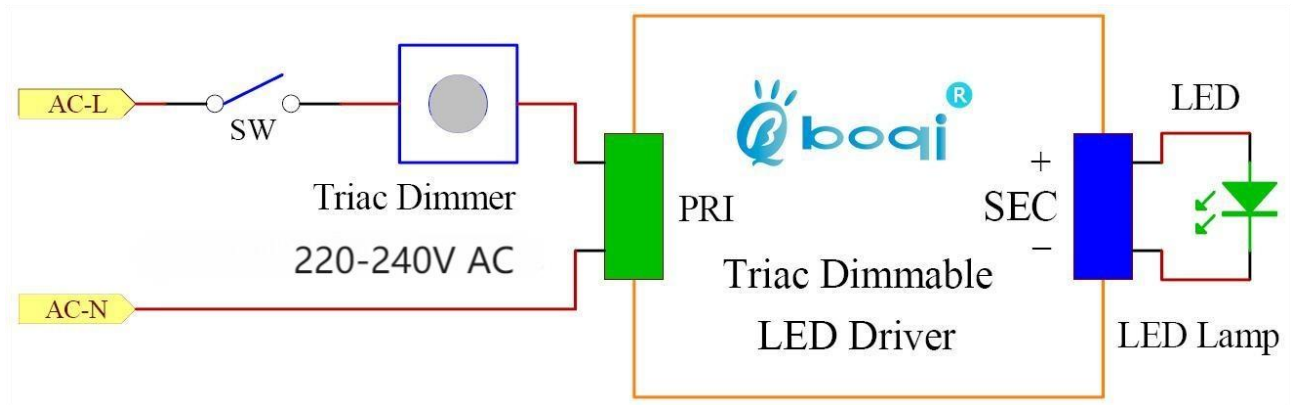 AC-L
SW
Triac Dimmer
220-240V AC
AC-N
PRI
boqi ®
Triac Dimmable
LED Driver
+
SEC
−
LED
LED Lamp